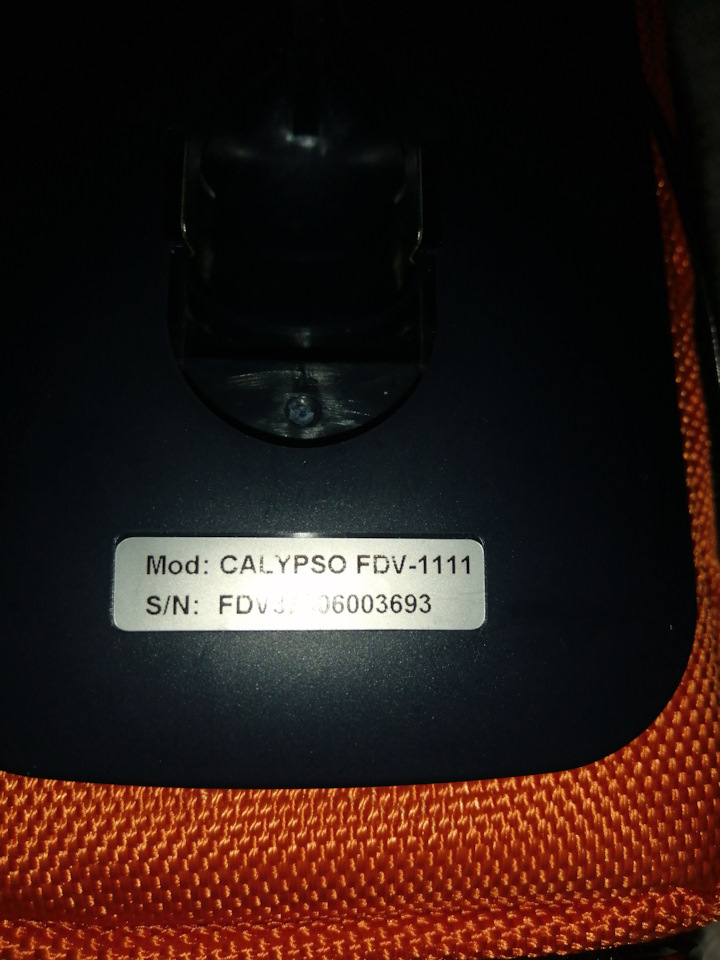 Mod: CALYPSO FDV-1111
S/N: